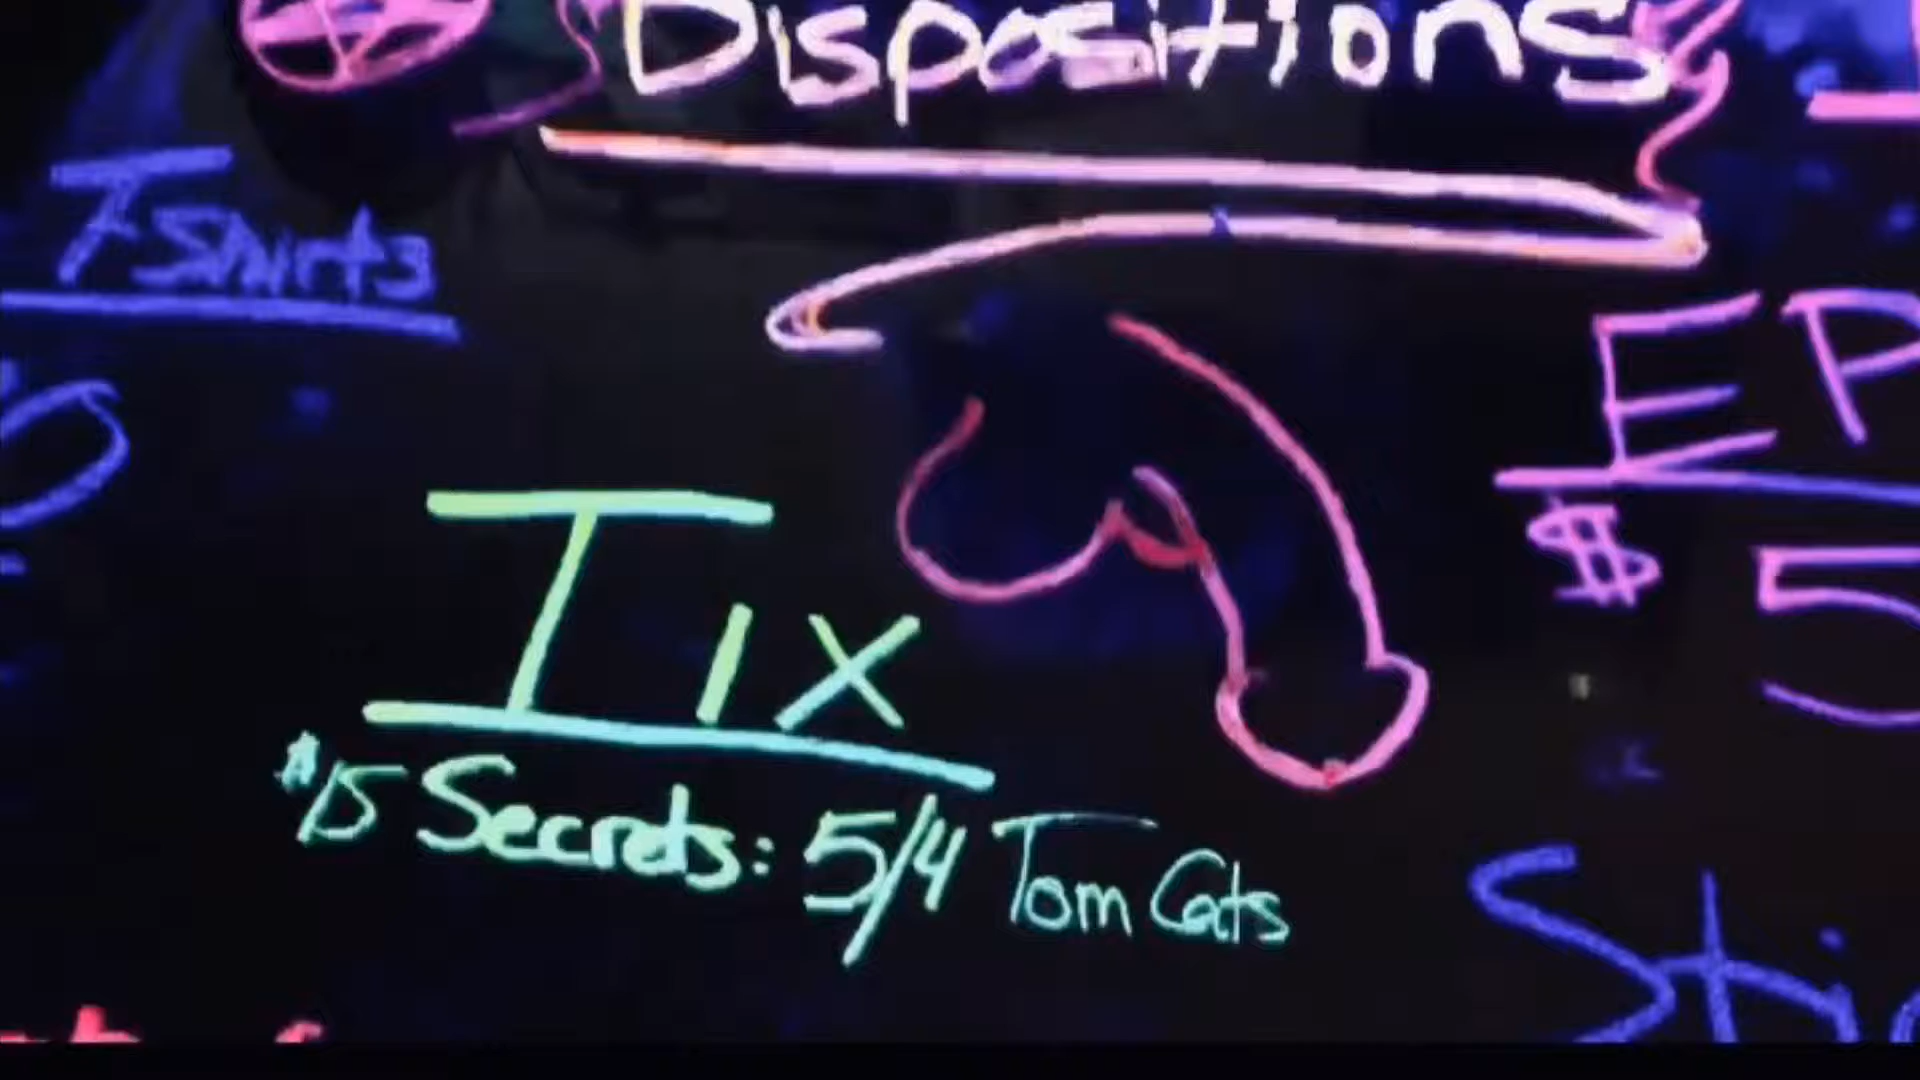 Dispositions
T Shirts
EP
$ 5
Tix
$15 Secrets: 5/4 Tom Cats